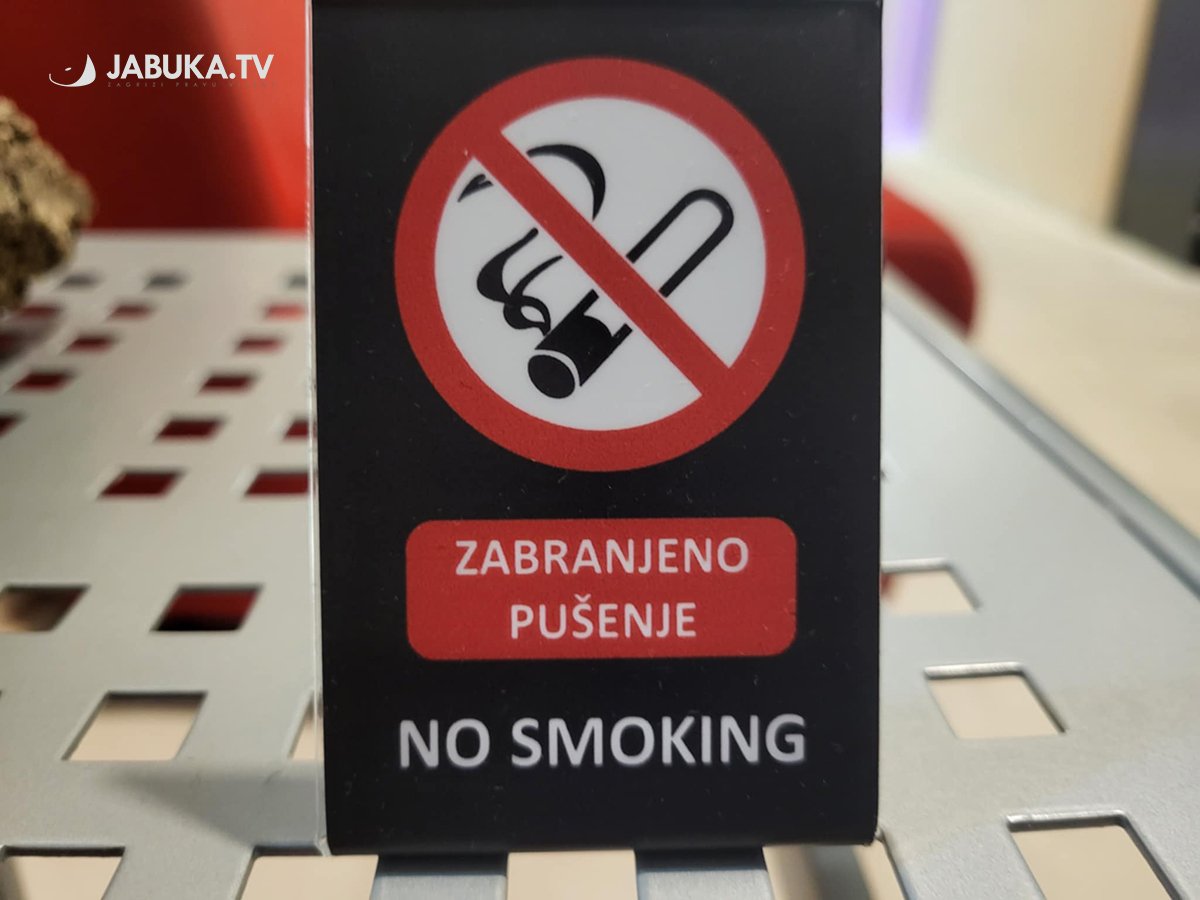 JABUKA.TV
ZABRANJENO
PUŠENJE
NO SMOKING